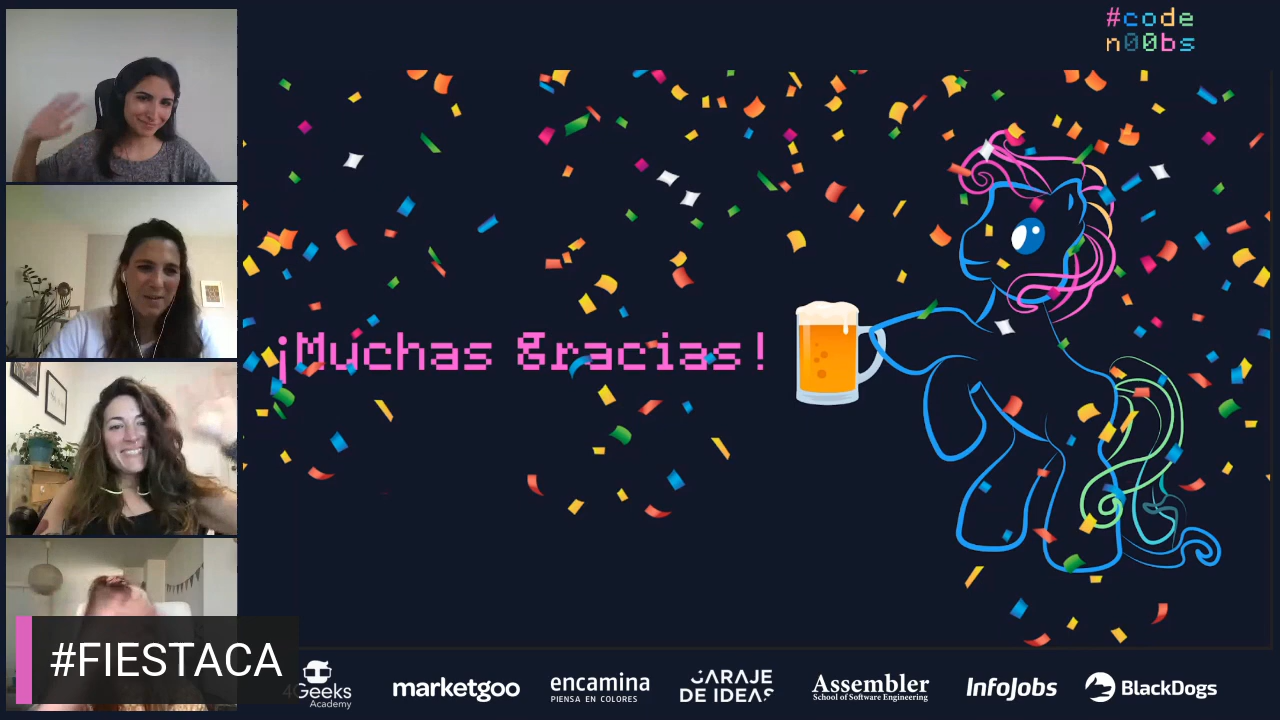 #code
n00bs
¡Muchas Gracias!
#FIESTACA
4Geeks
Academy
marketgoo
encamina
PIENSA EN COLORES
GARAJE
DE IDEAS
Assembler
School of Software Engineering
InfoJobs
BlackDogs